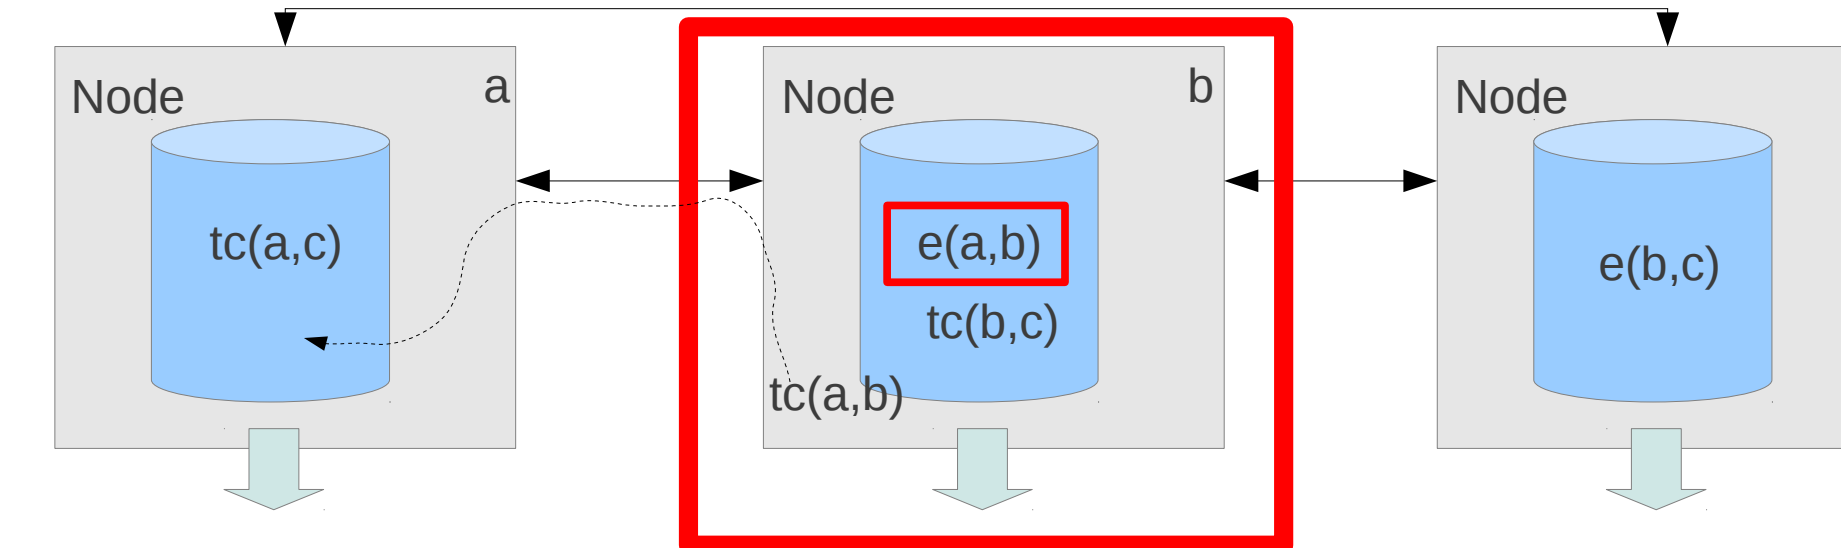 Node
a
tc(a,c)
Node
b
e(a,b)
tc(b,c)
tc(a,b)
Node
e(b,c)